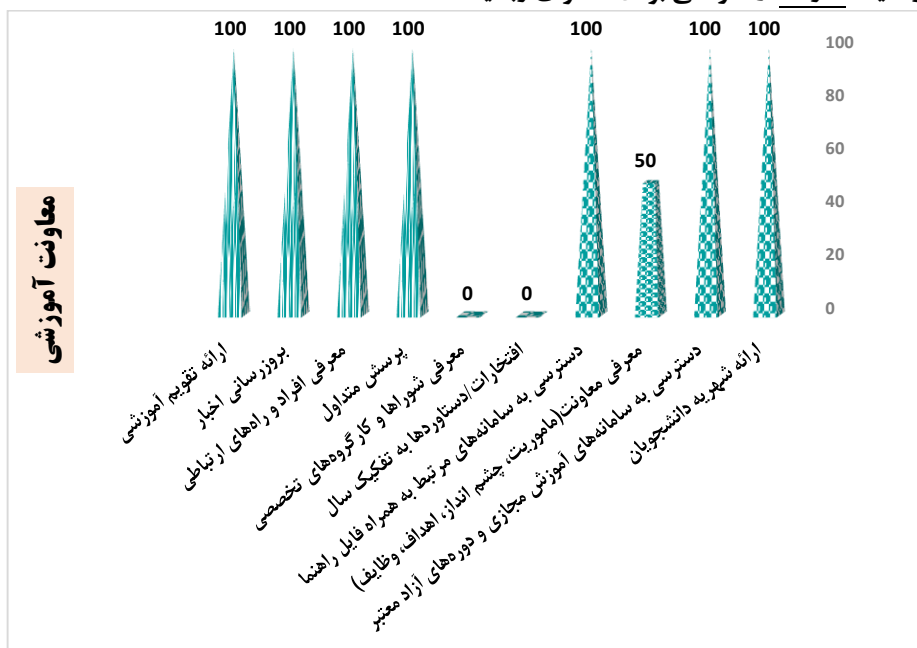 100 100 100 100 0 0 100 50 100 100
100
80
60
40
20
0
معاونت آموزشی
ارائه شهریه دانشجویان
دسترسی به سامانه‌های آموزش مجازی و دوره‌های آزاد معتبر
معرفی معاونت(ماموریت، چشم انداز، اهداف، وظایف)
دسترسی به سامانه‌های مرتبط به همراه فایل راهنما
افتخارات/دستاوردها به تفکیک سال
معرفی شوراها و کارگروه‌های تخصصی
پرسش متداول
معرفی افراد و راه‌های ارتباطی
بروزرسانی اخبار
ارائه تقویم آموزشی